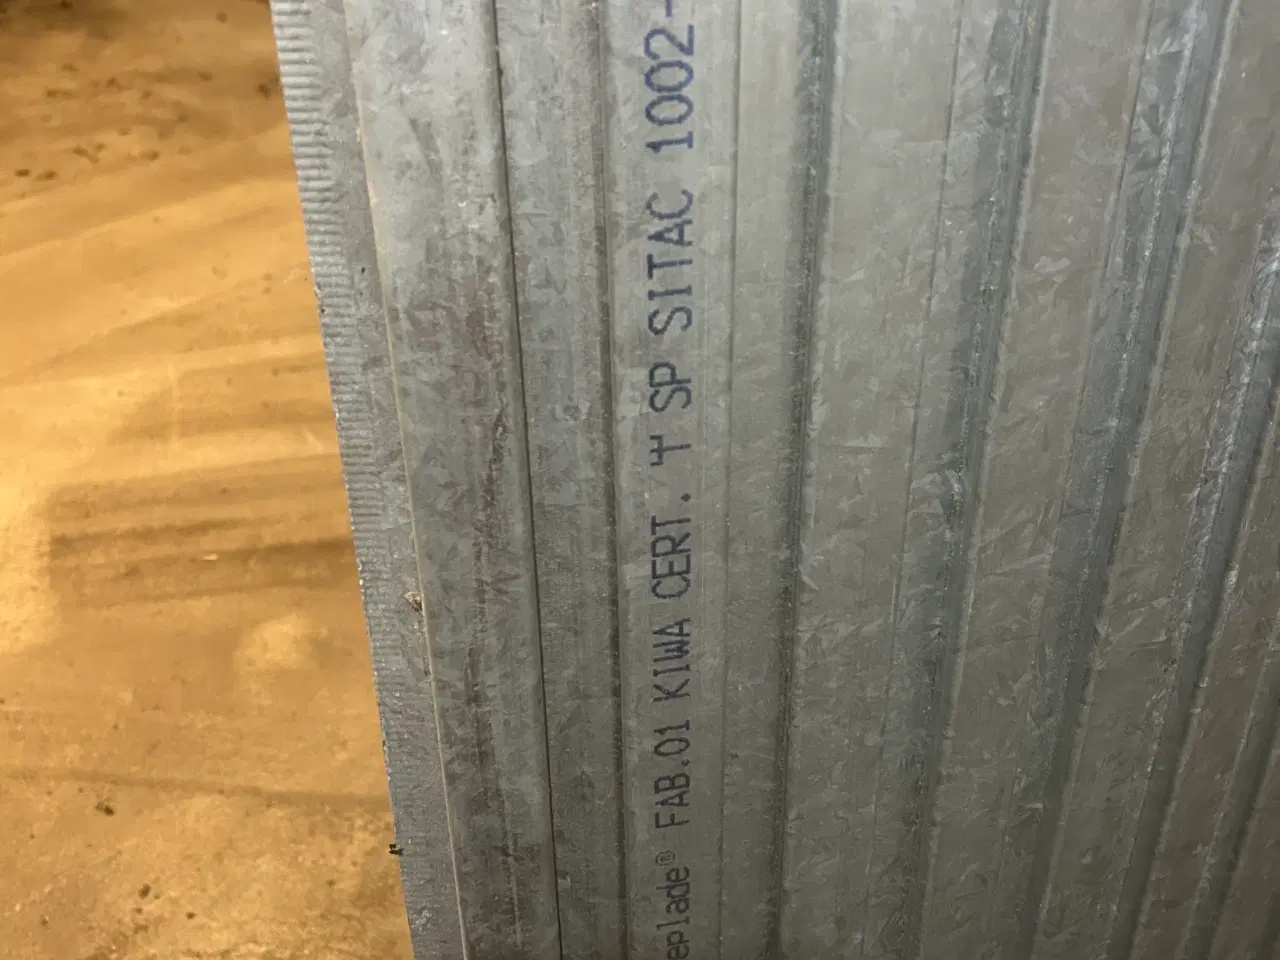 eplade® FAB.01 KIWA CERT. Ψ SP SITAC 1002-